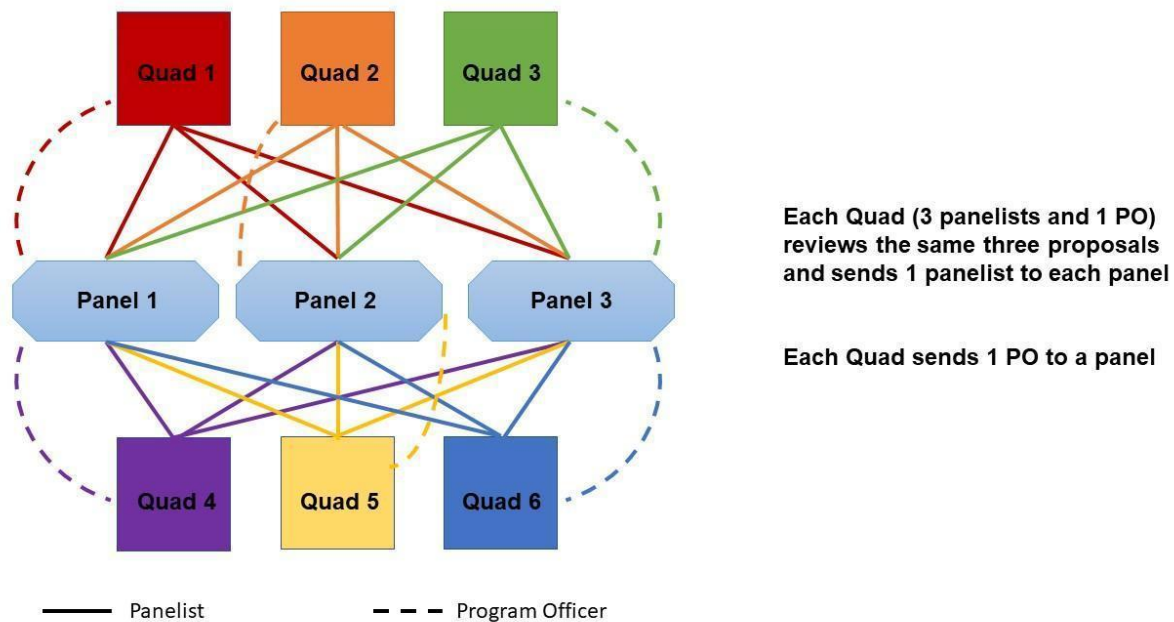 Quad 1
Quad 2
Quad 3
Each Quad (3 panelists and 1 PO)
reviews the same three proposals
and sends 1 panelist to each panel
Panel 1
Panel 2
Panel 3
Each Quad sends 1 PO to a panel
Quad 4
Quad 5
Quad 6
Panelist
Program Officer